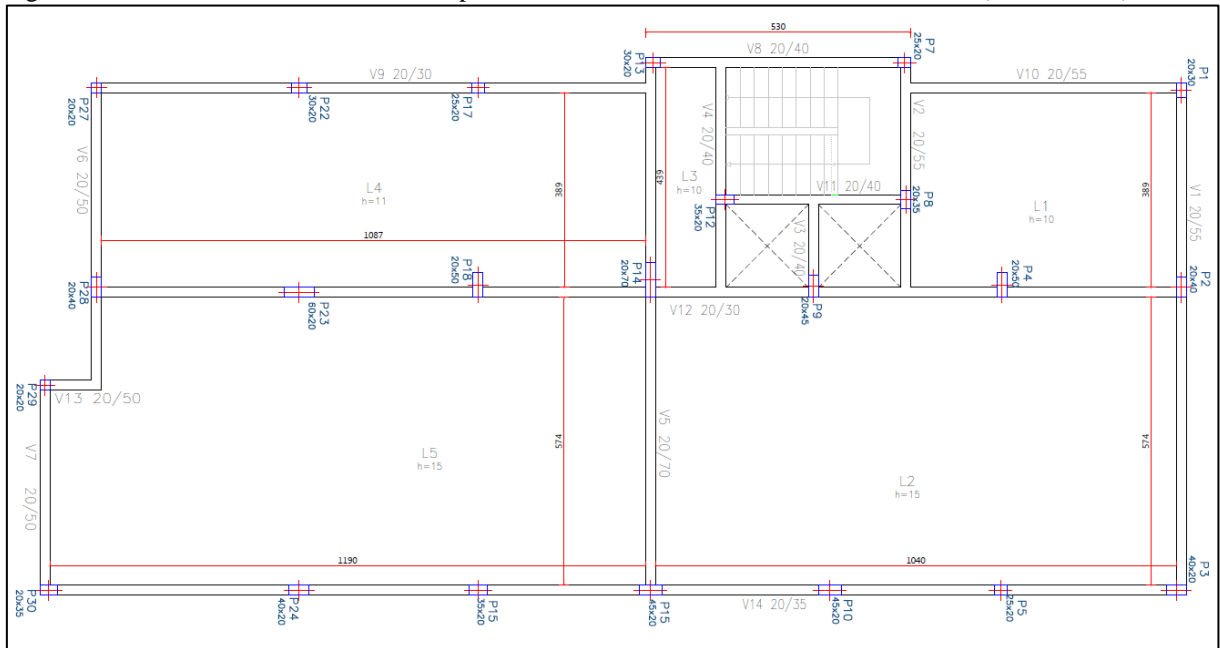 530
V8 20/40
P7
25x20
P13
30x20
V9 20/30
V10 20/55
P1
20x30
P27
20x20
P22
30x20
P17
25x20
V6 20/50
V4 20/40
V2 20/55
V1 20/55
L4
h=11
389
439
L3
h=10
V11 20/40
P8
20x35
P12
35x20
L1
h=10
389
1087
V3 20/40
P18
20x50
P14
20x70
P4
20x50
P28
20x40
P2
20x40
P23
60x20
V12 20/30
P9
20x45
P29
20x20
V13 20/50
V7 20/50
574
V5 20/70
574
L5
h=15
L2
h=15
1190
1040
P3
40x20
P30
20x35
P24
40x20
P15
35x20
P15
45x20
V14 20/35
P10
45x20
P5
25x20